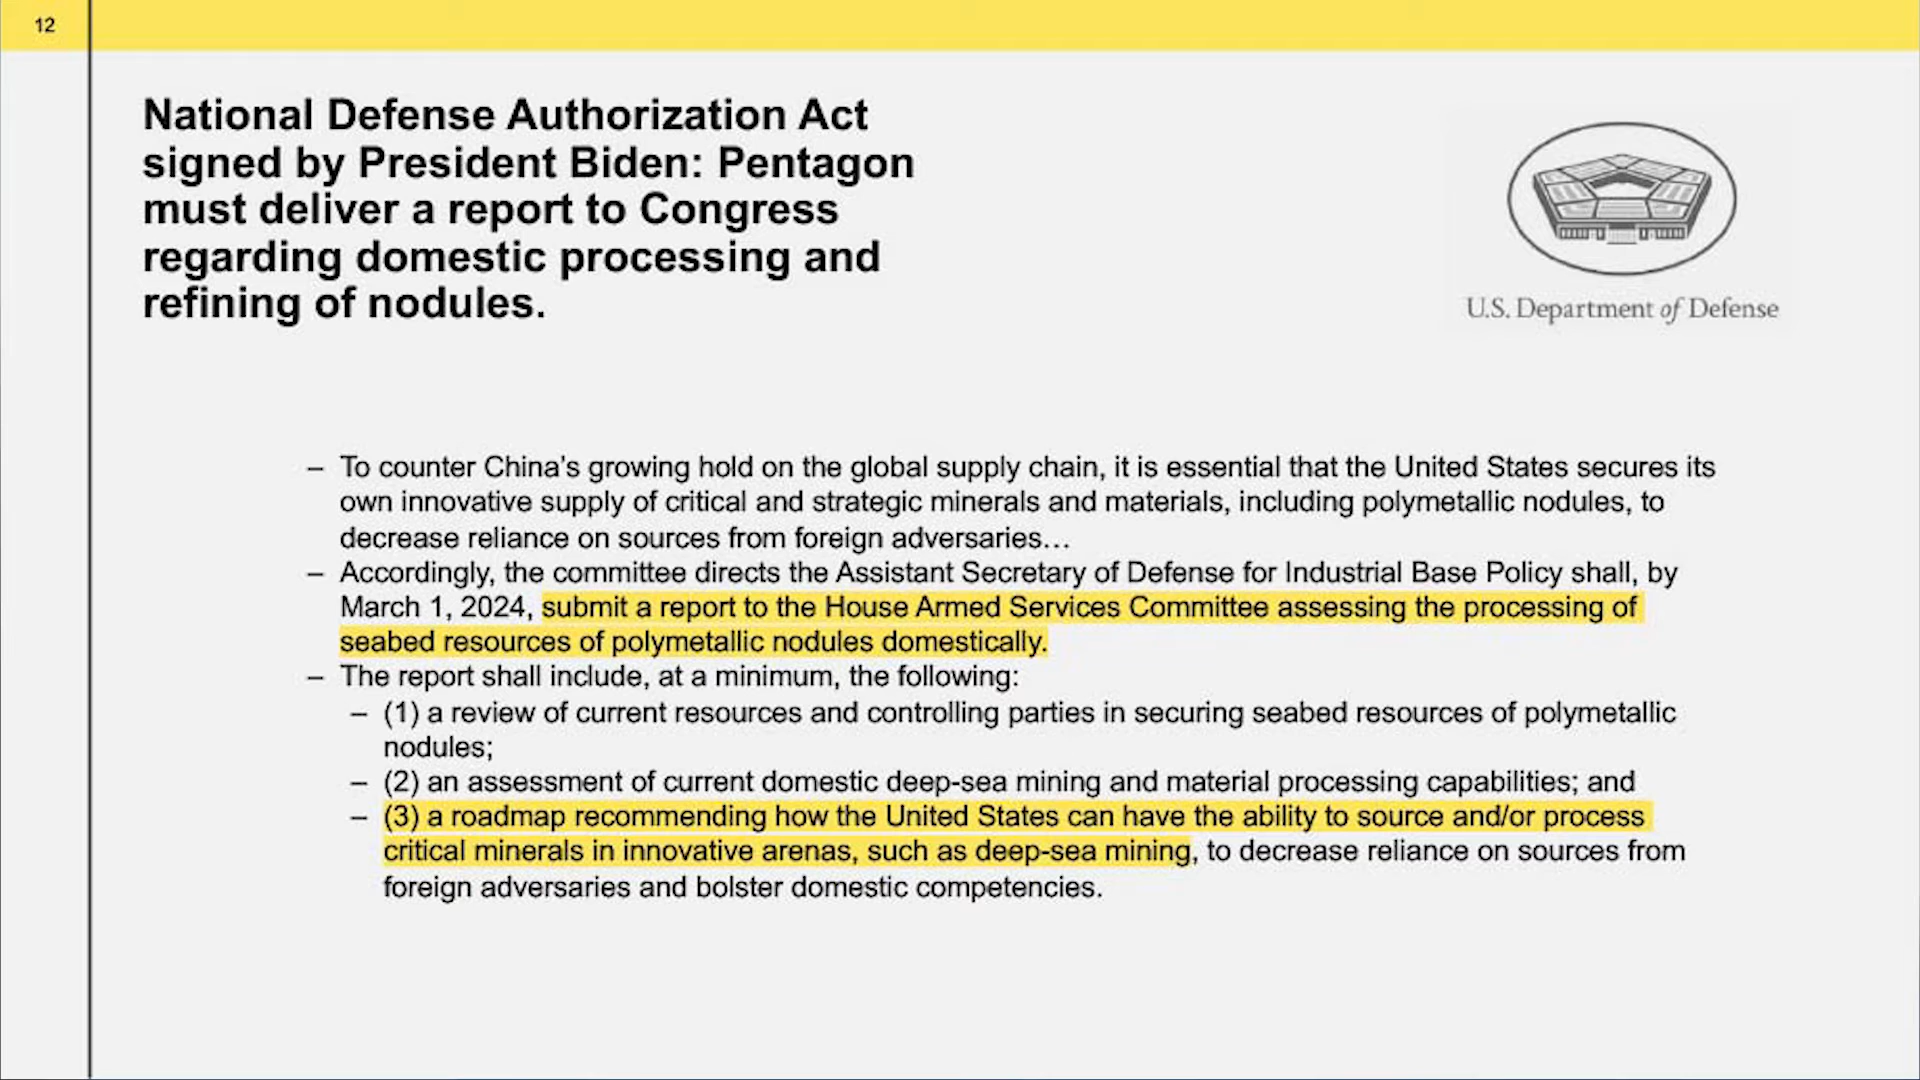 12
National Defense Authorization Act
signed by President Biden: Pentagon
must deliver a report to Congress
regarding domestic processing and
refining of nodules.
U.S. Department of Defense
– To counter China's growing hold on the global supply chain, it is essential that the United States secures its
own innovative supply of critical and strategic minerals and materials, including polymetallic nodules, to
decrease reliance on sources from foreign adversaries…
– Accordingly, the committee directs the Assistant Secretary of Defense for Industrial Base Policy shall, by
March 1, 2024, submit a report to the House Armed Services Committee assessing the processing of
seabed resources of polymetallic nodules domestically.
– The report shall include, at a minimum, the following:
– (1) a review of current resources and controlling parties in securing seabed resources of polymetallic
nodules;
– (2) an assessment of current domestic deep-sea mining and material processing capabilities; and
– (3) a roadmap recommending how the United States can have the ability to source and/or process
critical minerals in innovative arenas, such as deep-sea mining, to decrease reliance on sources from
foreign adversaries and bolster domestic competencies.